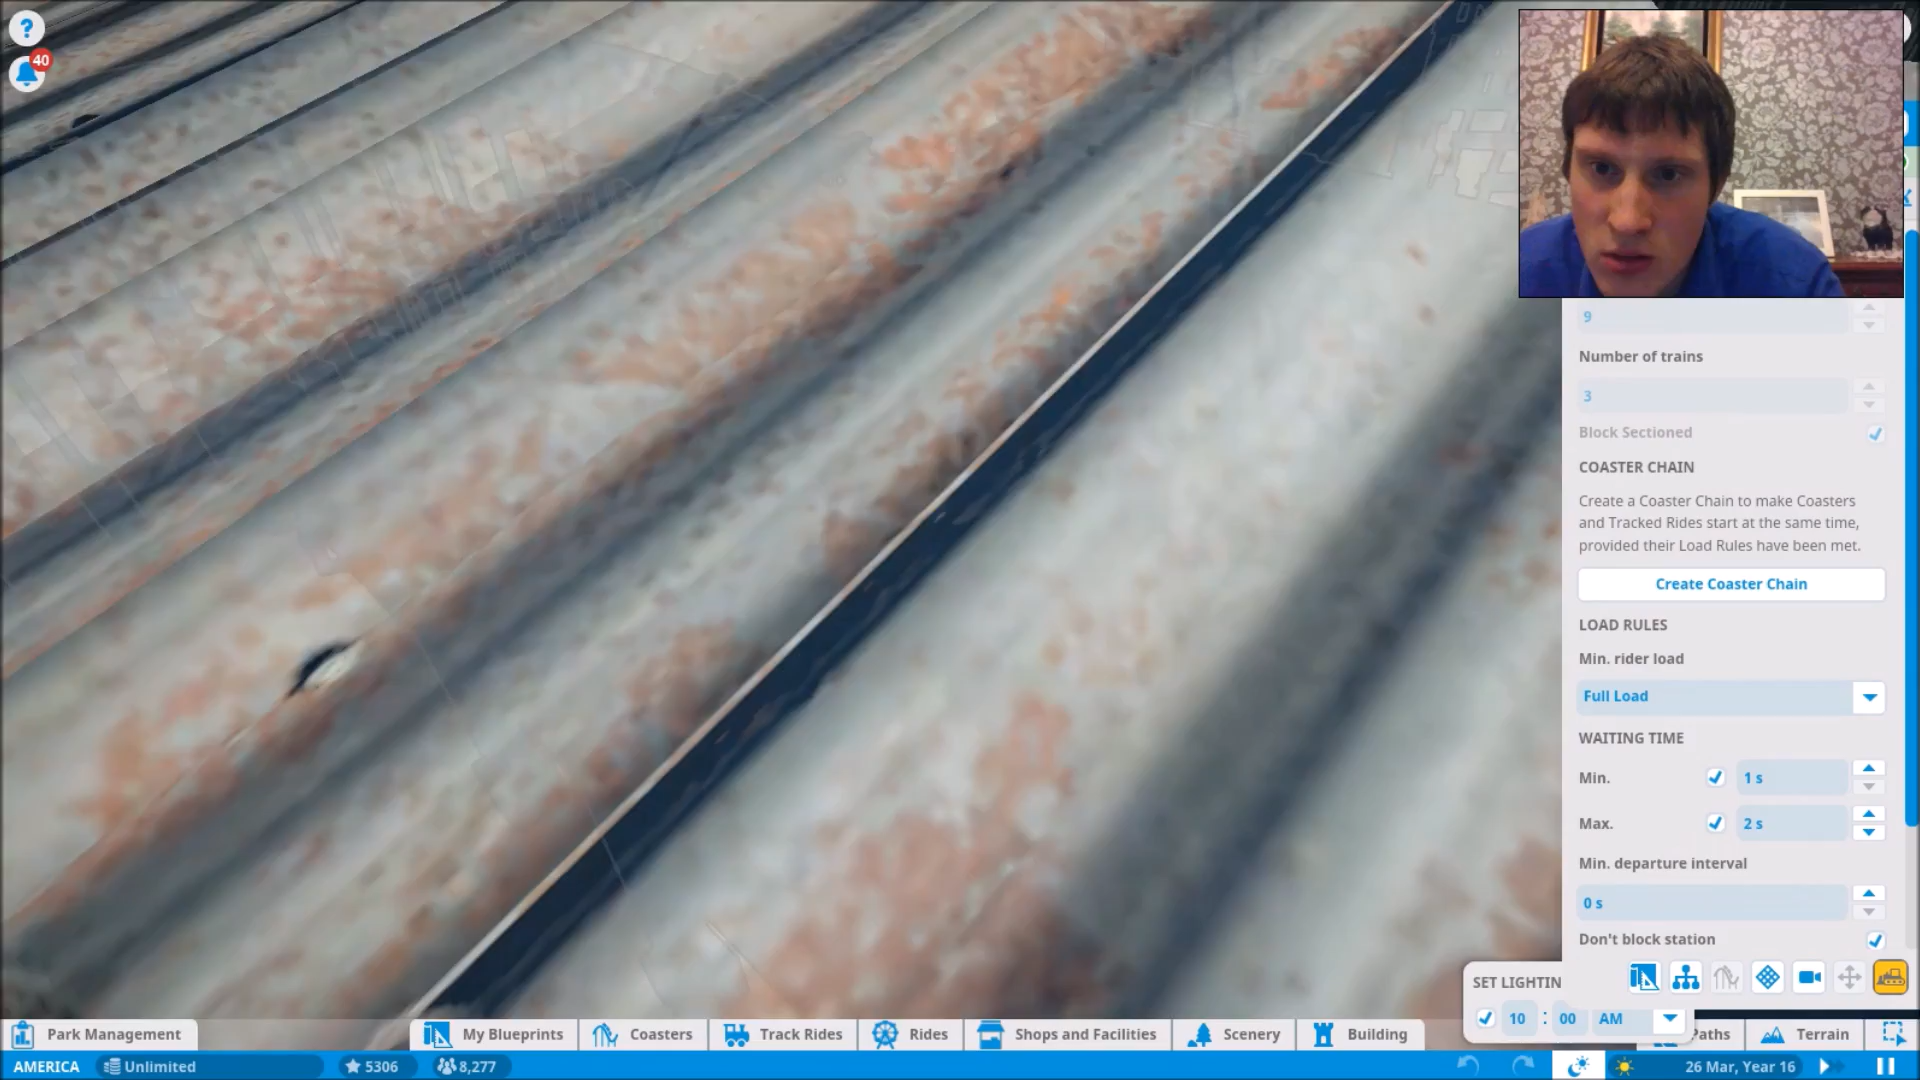 ?
40
9
Number of trains
3
Block Sectioned
COASTER CHAIN
Create a Coaster Chain to make Coasters
and Tracked Rides start at the same time,
provided their Load Rules have been met.
Create Coaster Chain
LOAD RULES
Min. rider load
Full Load
WAITING TIME
Min. 1 s
Max. 2 s
Min. departure interval
0 s
Don't block station
SET LIGHTIN
10 : 00 AM
Park Management My Blueprints Coasters Track Rides Rides Shops and Facilities Scenery Building Paths Terrain
AMERICA Unlimited 5306 8,277 26 Mar, Year 16